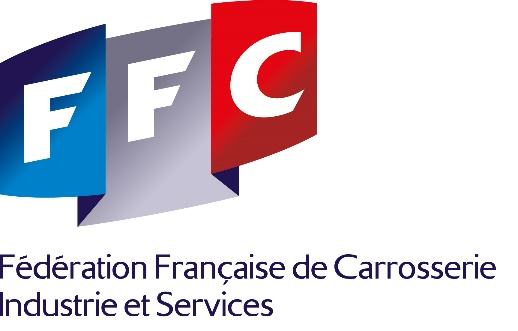 FFC
Fédération Française de Carrosserie
Industrie et Services